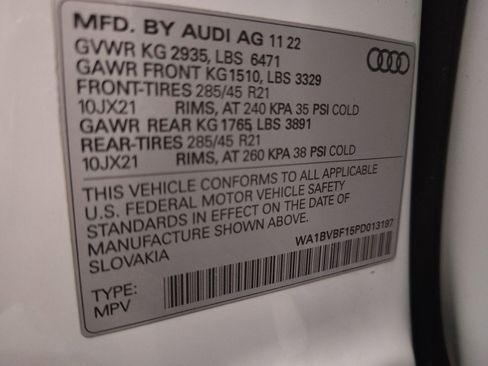 MFD. BY AUDI AG 11 22
GVWR KG 2935, LBS 6471
GAWR FRONT KG1510, LBS 3329
FRONT-TIRES 285/45 R21
10JX21 RIMS, AT 240 KPA 35 PSI COLD
GAWR REAR KG 1765, LBS 3891
REAR-TIRES 285/45 R21
10JX21 RIMS, AT 260 KPA 38 PSI COLD
THIS VEHICLE CONFORMS TO ALL APPLICABLE
U.S. FEDERAL MOTOR VEHICLE SAFETY
STANDARDS IN EFFECT ON THE DATE OF
MANUFACTURE SHOWN ABOVE.
SLOVAKIA
WA1BVBF15PD013197
TYPE:
MPV